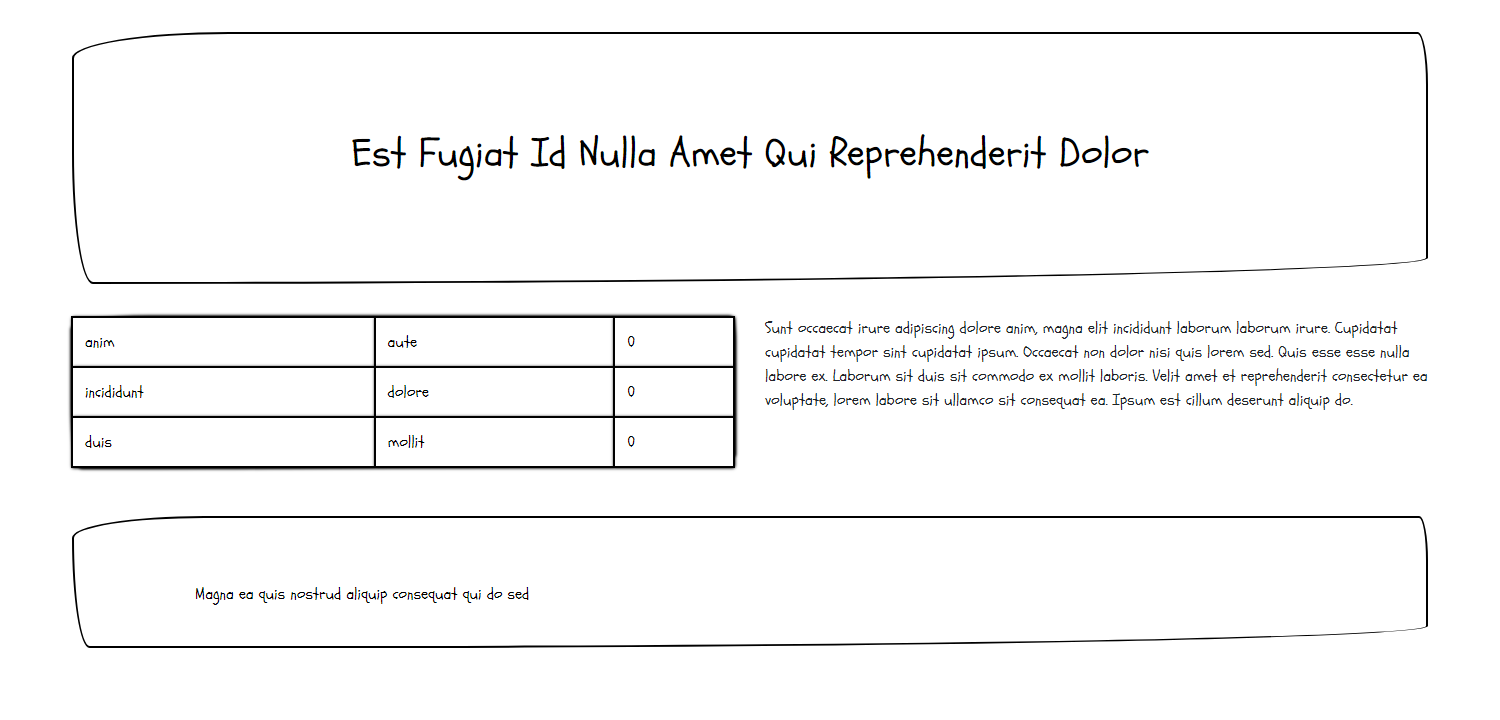 Est Fugiat Id Nulla Amet Qui Reprehenderit Dolor
anim aute 0
incididunt dolore 0
duis mollit 0
Sunt occaecat irure adipiscing dolore anim, magna elit incididunt laborum laborum irure. Cupidatat
cupidatat tempor sint cupidatat ipsum. Occaecat non dolor nisi quis lorem sed. Quis esse esse nulla
labore ex. Laborum sit duis sit commodo ex mollit laboris. Velit amet et reprehenderit consectetur ea
voluptate, lorem labore sit ullamco sit consequat ea. Ipsum est cillum deserunt aliquip do.
Magna ea quis nostrud aliquip consequat qui do sed